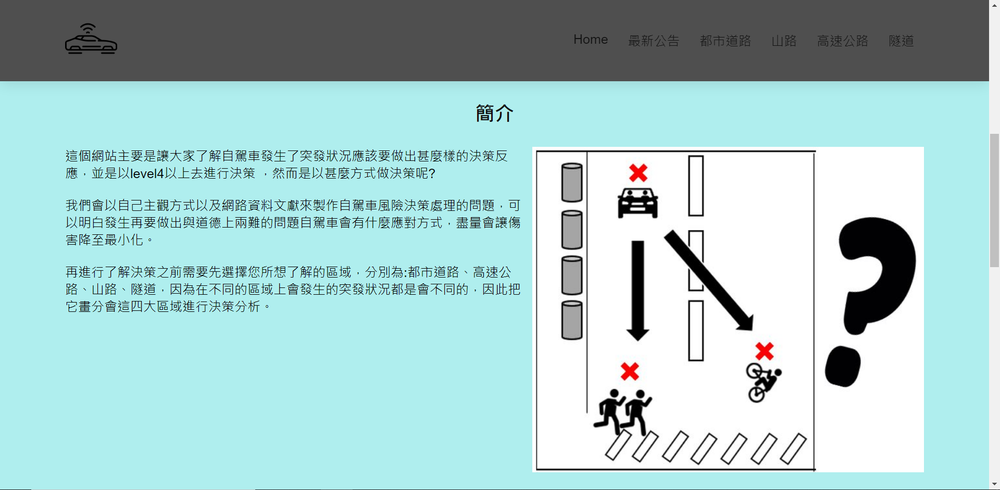 Home 最新公告 都市道路 山路 高速公路 隧道
簡介
這個網站主要是讓大家了解自駕車發生了突發狀況應該要做出甚麼樣的決策反
應，並是以level4以上去進行決策 ，然而是以甚麼方式做決策呢?
我們會以自己主觀方式以及網路資料文獻來製作自駕車風險決策處理的問題，可
以明白發生再要做出與道德上兩難的問題自駕車會有什麼應對方式，盡量會讓傷
害降至最小化。
再進行了解決策之前需要先選擇您所想了解的區域，分別為:都市道路、高速公
路、山路、隧道，因為在不同的區域上會發生的突發狀況都是會不同的，因此把
它畫分會這四大區域進行決策分析。
?